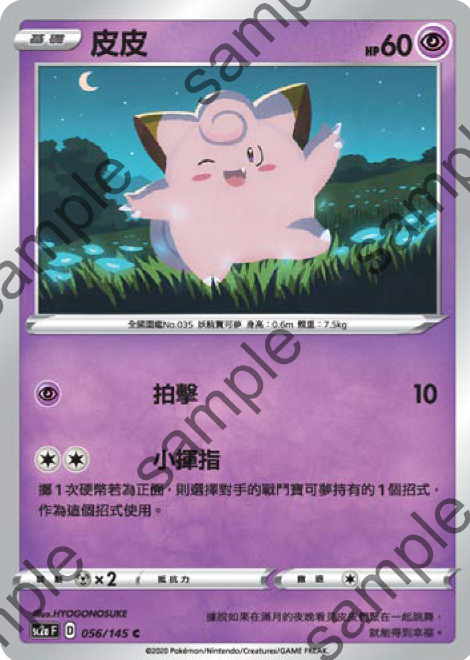 基礎 皮皮 HP60
全國圖鑑No.035 妖精寶可夢 身高：0.6m 體重：7.5kg
拍擊 10
小揮指
擲1次硬幣若為正面，則選擇對手的戰鬥寶可夢持有的1個招式，
作為這個招式使用。
弱點 ×2 抵抗力 撤退
Illus.HYOGONOSUKE
SC2a F D 056/145 C
據說如果在滿月的夜晚看見皮皮們聚在一起跳舞，
就能得到幸福。
©2020 Pokémon/Nintendo/Creatures/GAME FREAK.
sample
sample
sample
sample
sample
sample
sample